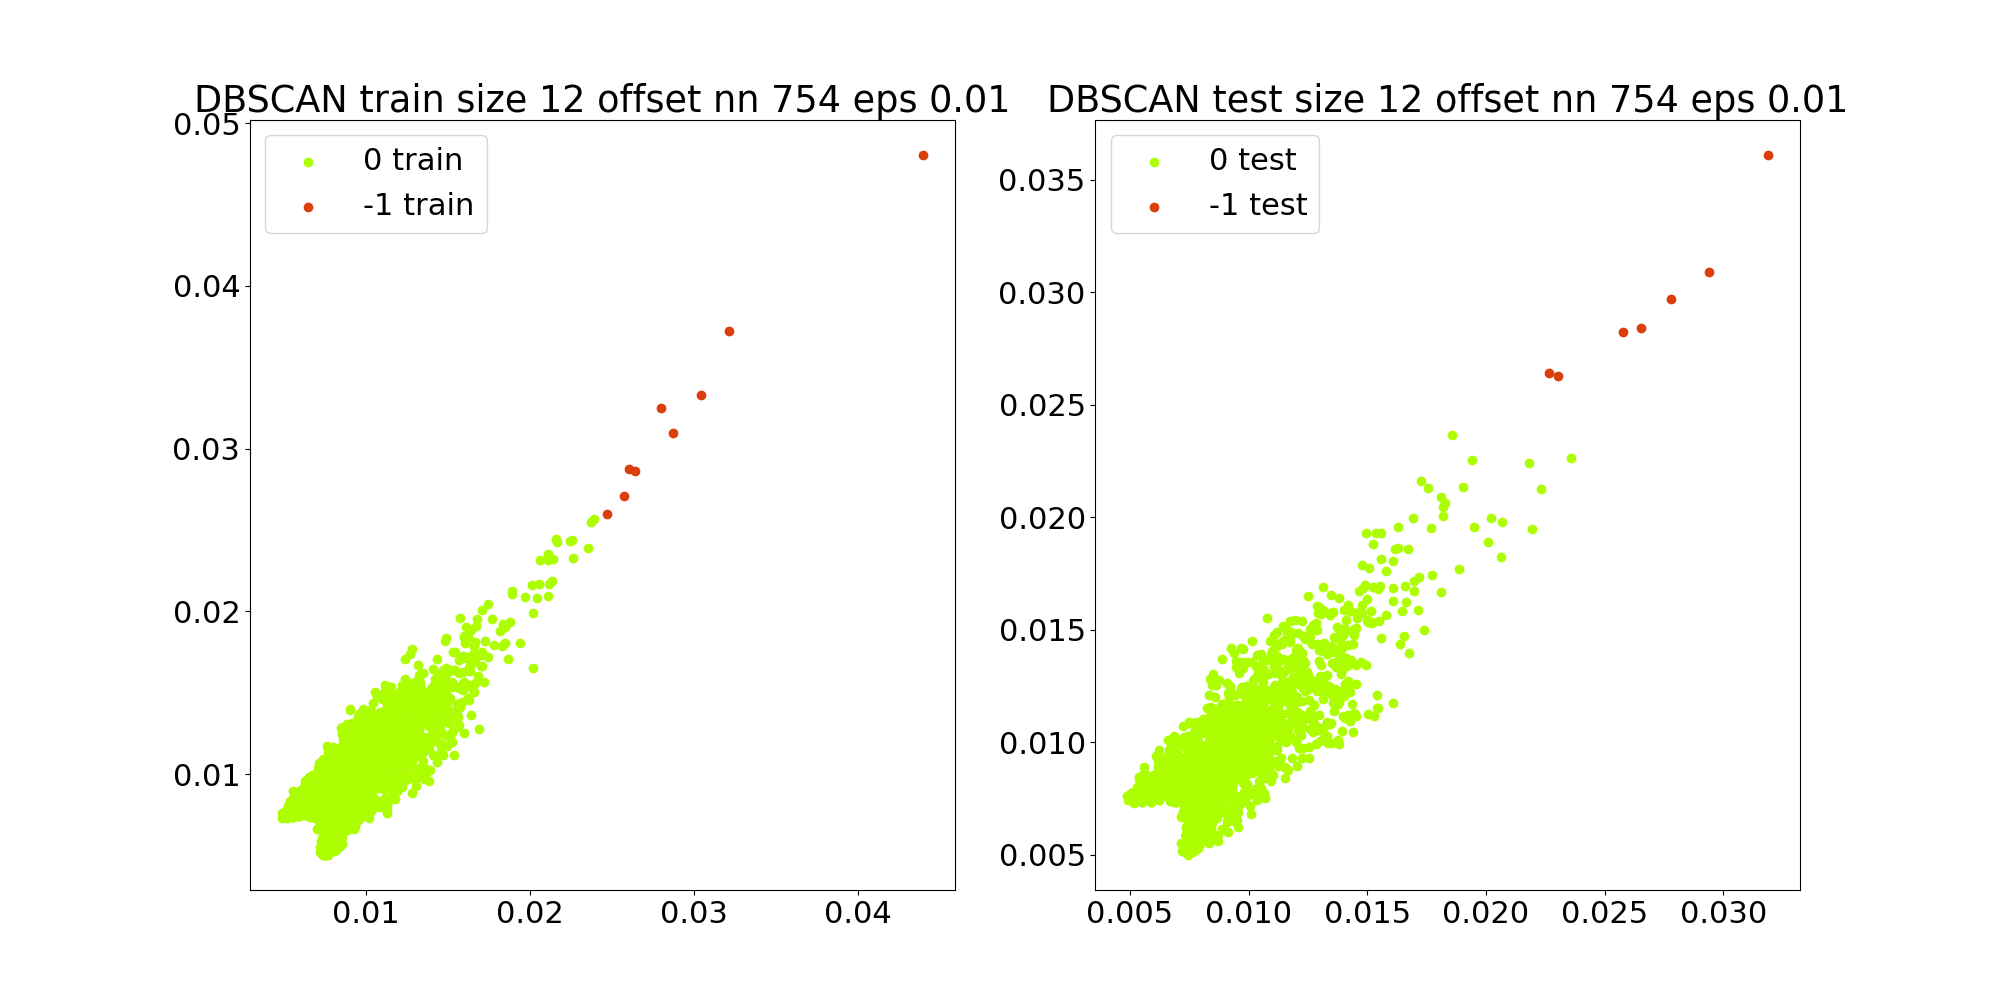 DBSCAN train size 12 offset nn 754 eps 0.01
0 train
-1 train
0.05
0.04
0.03
0.02
0.01
0.01 0.02 0.03 0.04
DBSCAN test size 12 offset nn 754 eps 0.01
0 test
-1 test
0.035
0.030
0.025
0.020
0.015
0.010
0.005
0.005 0.010 0.015 0.020 0.025 0.030